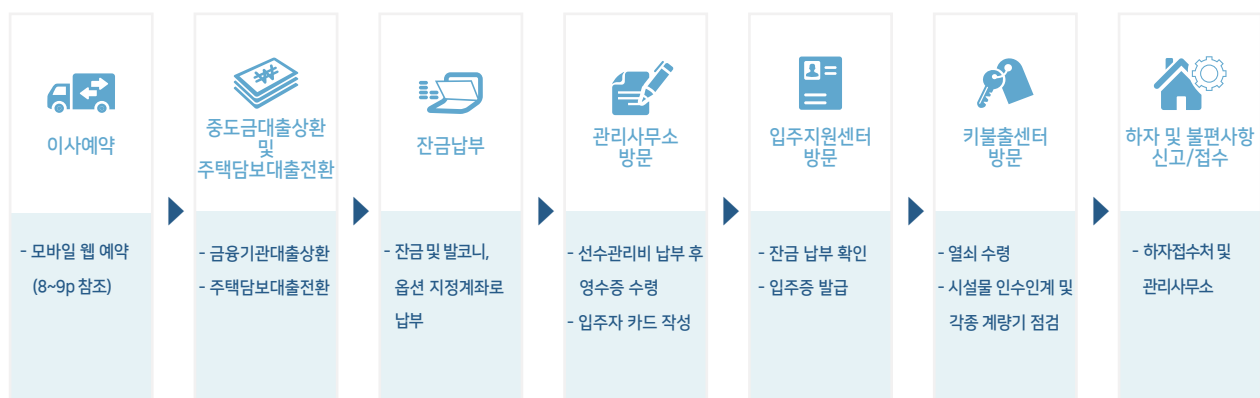 이사예약
- 모바일 웹 예약
(8~9p 참조)
중도금대출상환
및
주택담보대출전환
- 금융기관대출상환
- 주택담보대출전환
잔금납부
- 잔금 및 발코니,
옵션 지정계좌로
납부
관리사무소
방문
- 선수관리비 납부 후
영수증 수령
- 입주자 카드 작성
입주지원센터
방문
- 잔금 납부 확인
- 입주증 발급
키불출센터
방문
- 열쇠 수령
- 시설물 인수인계 및
각종 계량기 점검
하자 및 불편사항
신고/접수
- 하자접수처 및
관리사무소